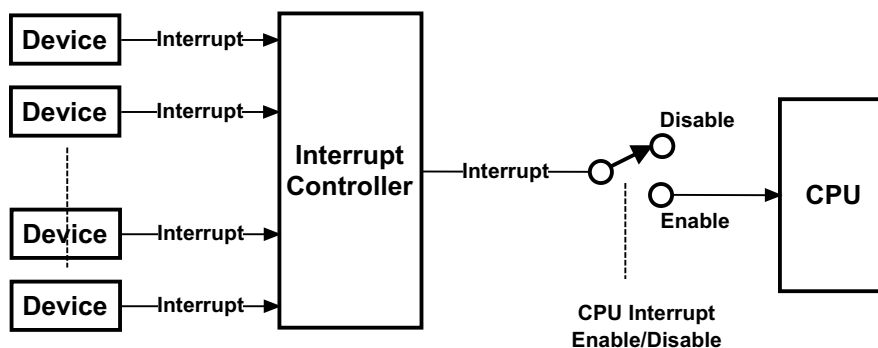 Device
Interrupt
Device
Interrupt
Device
Interrupt
Device
Interrupt
Interrupt
Controller
Interrupt
Disable
Enable
CPU
CPU Interrupt
Enable/Disable